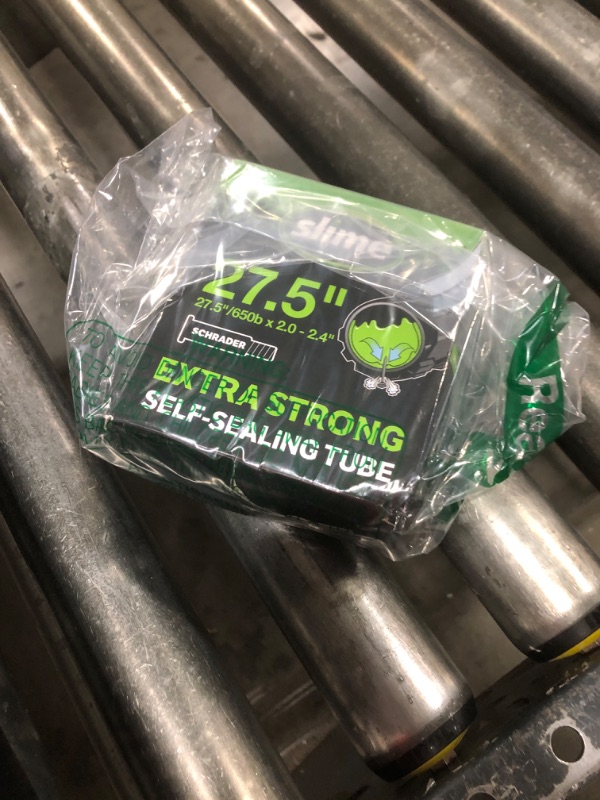 slime
27.5"
27.5"/650b x 2.0 - 2.4"
SCHRADER
EXTRA STRONG
SELF-SEALING TUBE